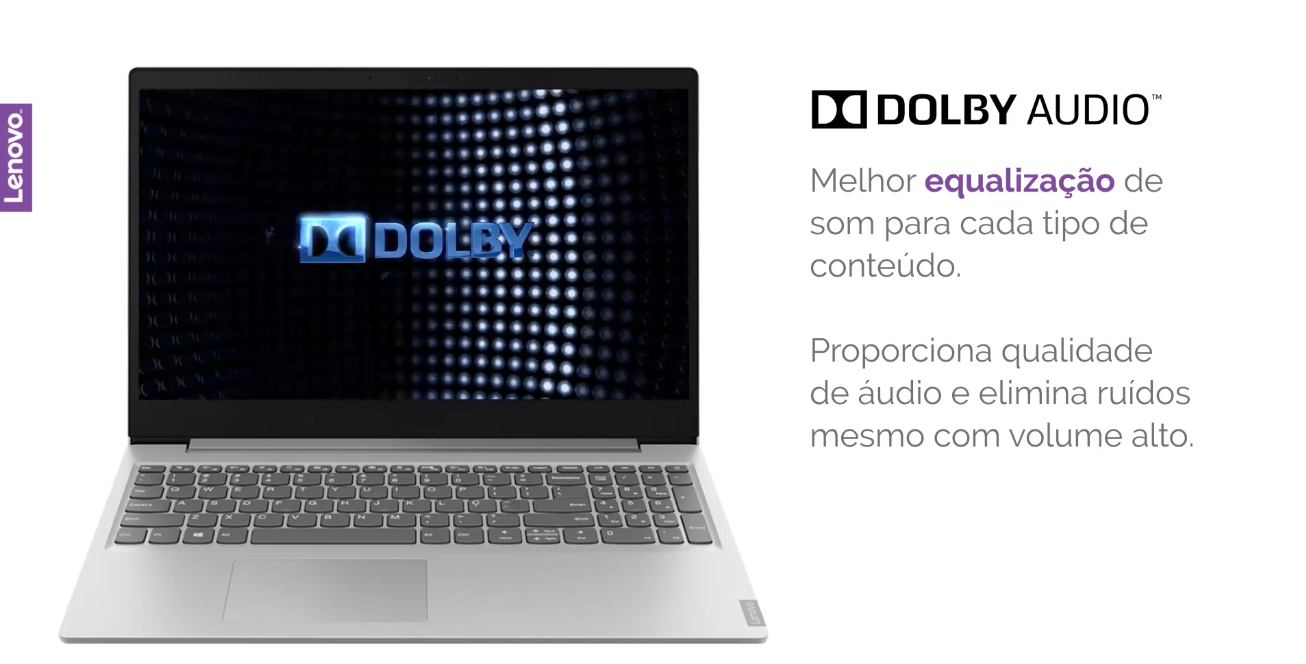 Lenovo
DOLBY
DOLBY AUDIO™
Melhor equalização de
som para cada tipo de
conteúdo.
Proporciona qualidade
de áudio e elimina ruídos
mesmo com volume alto.
Q W E R T Y U I O P
A S D F G H J K L Ç
Z X C V B N M
Lenovo